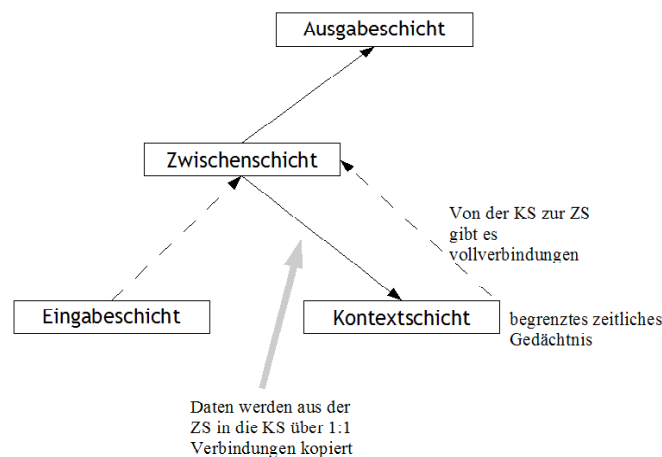 Ausgabeschicht
Zwischenschicht
Von der KS zur ZS
gibt es
vollverbindungen
Eingabeschicht
Kontextschicht
begrenztes zeitliches
Gedächtnis
Daten werden aus der
ZS in die KS über 1:1
Verbindungen kopiert